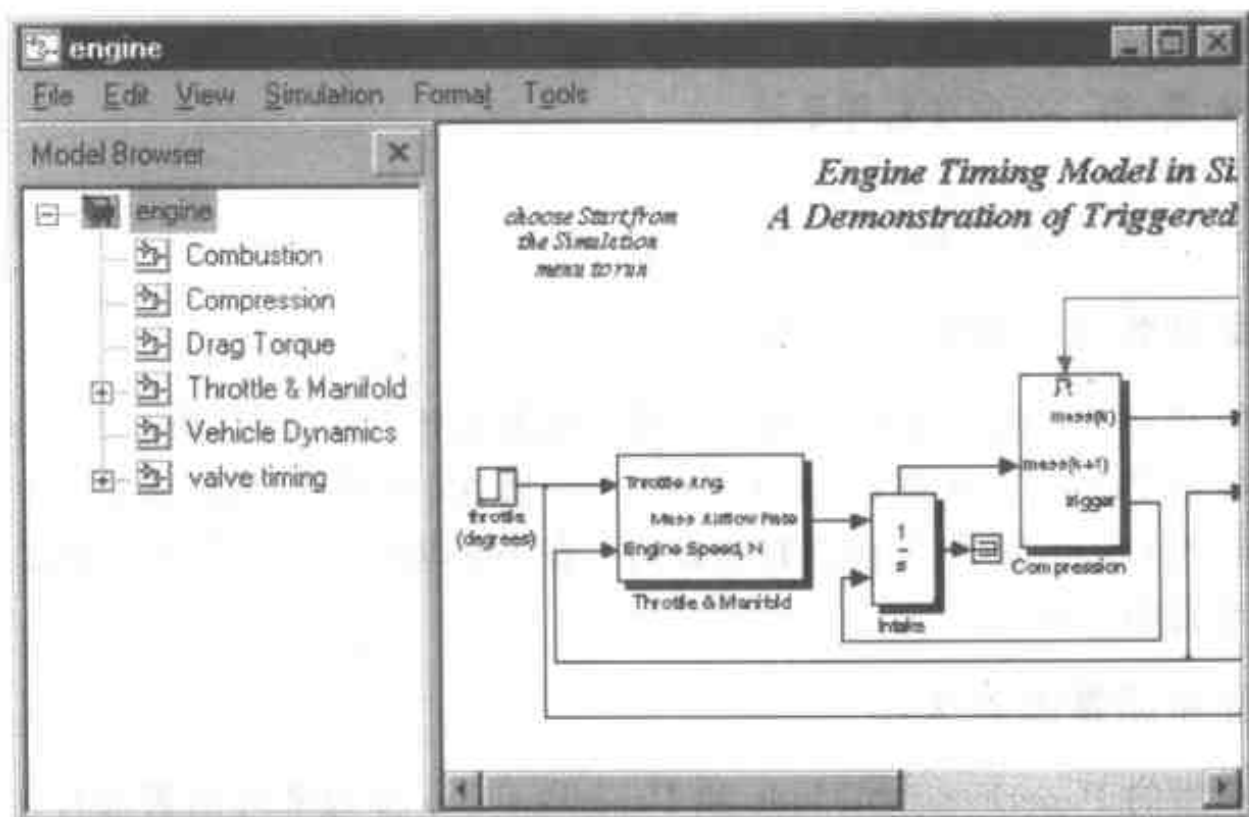 engine
File Edit View Simulation Format Tools
Model Browser
engine
Combustion
Compression
Drag Torque
Throttle & Manifold
Vehicle Dynamics
valve timing
Engine Timing Model in Si
A Demonstration of Triggered
choose Start from
the Simulation
menu to run
throttle
(degrees)
Throttle Ang.
Mass Airflow Rate
Engine Speed, N
Throttle & Manifold
1
s
Intake
mass(k)
mass(k+1)
trigger
Compression